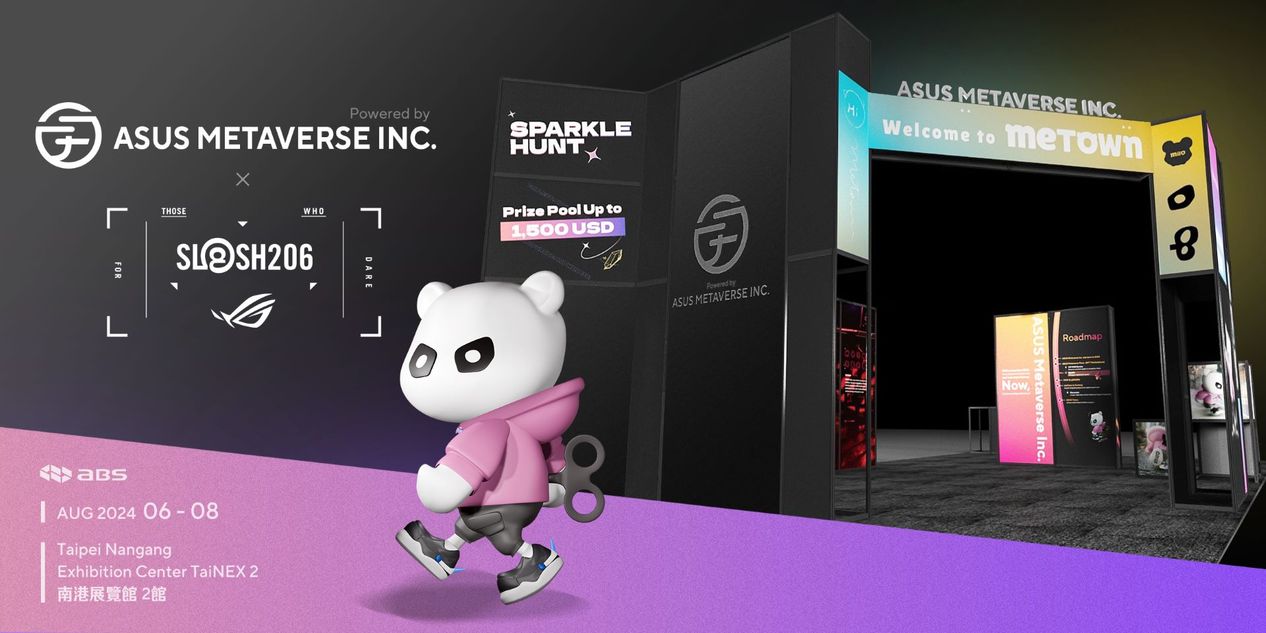 Powered by
ASUS METAVERSE INC.
×
THOSE WHO
FOR
SLASH206
DARE
ABS
AUG 2024 06 - 08
Taipei Nangang
Exhibition Center TaiNEX 2
南港展覽館 2館
SPARKLE
HUNT
Prize Pool Up to
1,500 USD
Powered by
ASUS METAVERSE INC.
ASUS METAVERSE INC.
Hi
Welcome to METOWN
ASUS Metaverse Inc.
Now,
Roadmap